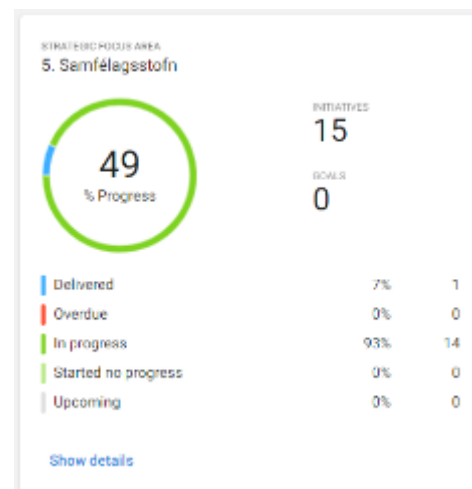 STRATEGIC FOCUS AREA
5. Samfélagsstofn
49
% Progress
INITIATIVES
15
GOALS
0
Delivered 7% 1
Overdue 0% 0
In progress 93% 14
Started no progress 0% 0
Upcoming 0% 0
Show details